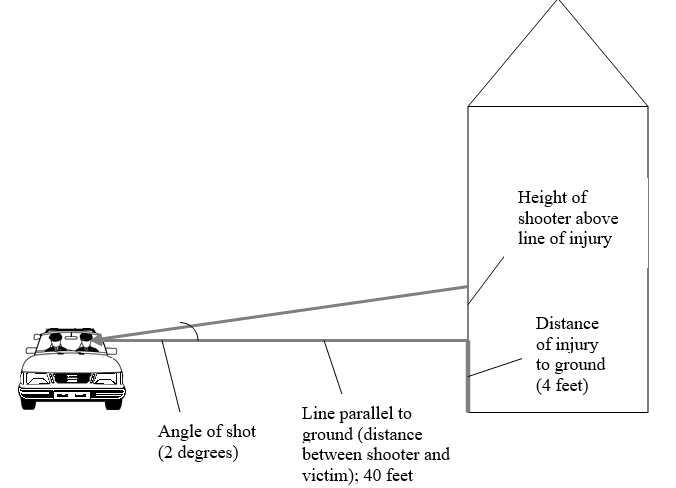 Height of
shooter above
line of injury
Distance
of injury
to ground
(4 feet)
Angle of shot
(2 degrees)
Line parallel to
ground (distance
between shooter and
victim); 40 feet